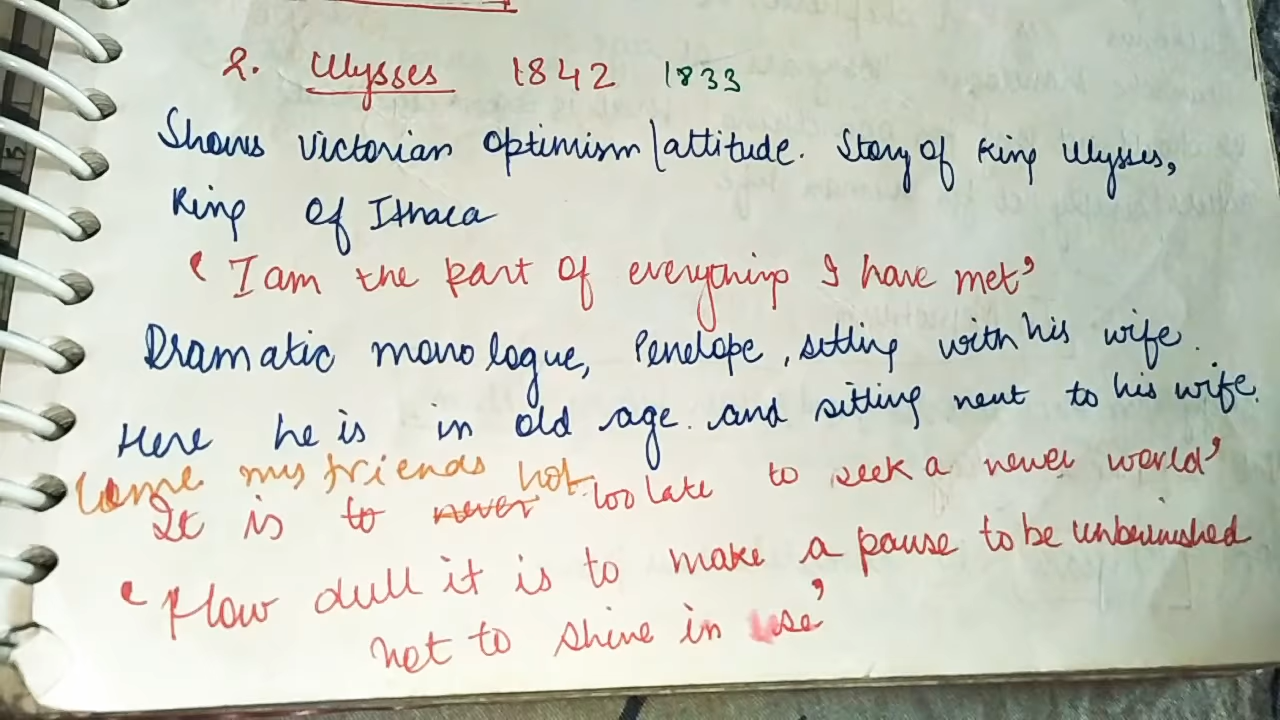 2. Ulysses 1842 1833
Shows Victorian optimism/attitude. Story of King Ulysses,
King of Ithaca
'I am the part of everything I have met'
Dramatic monologue, Penelope, sitting with his wife.
Here he is in old age. and sitting next to his wife.
Come my friends not
It is to never too late to seek a newer world'
'How dull it is to make a pause to be unburnished
not to shine in use'